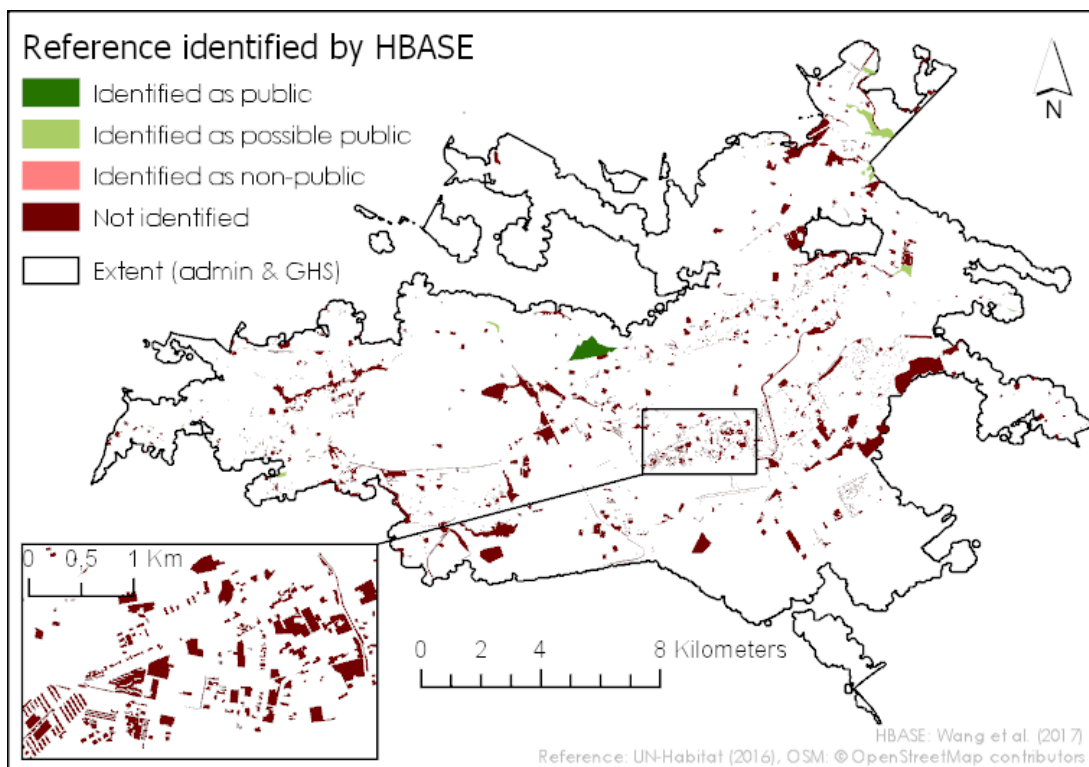 Reference identified by HBASE
Identified as public
Identified as possible public
Identified as non-public
Not identified
Extent (admin & GHS)
N
0 0,5 1 Km
0 2 4 8 Kilometers
HBASE: Wang et al. (2017)
Reference: UN-Habitat (2016), OSM: © OpenStreetMap contributors